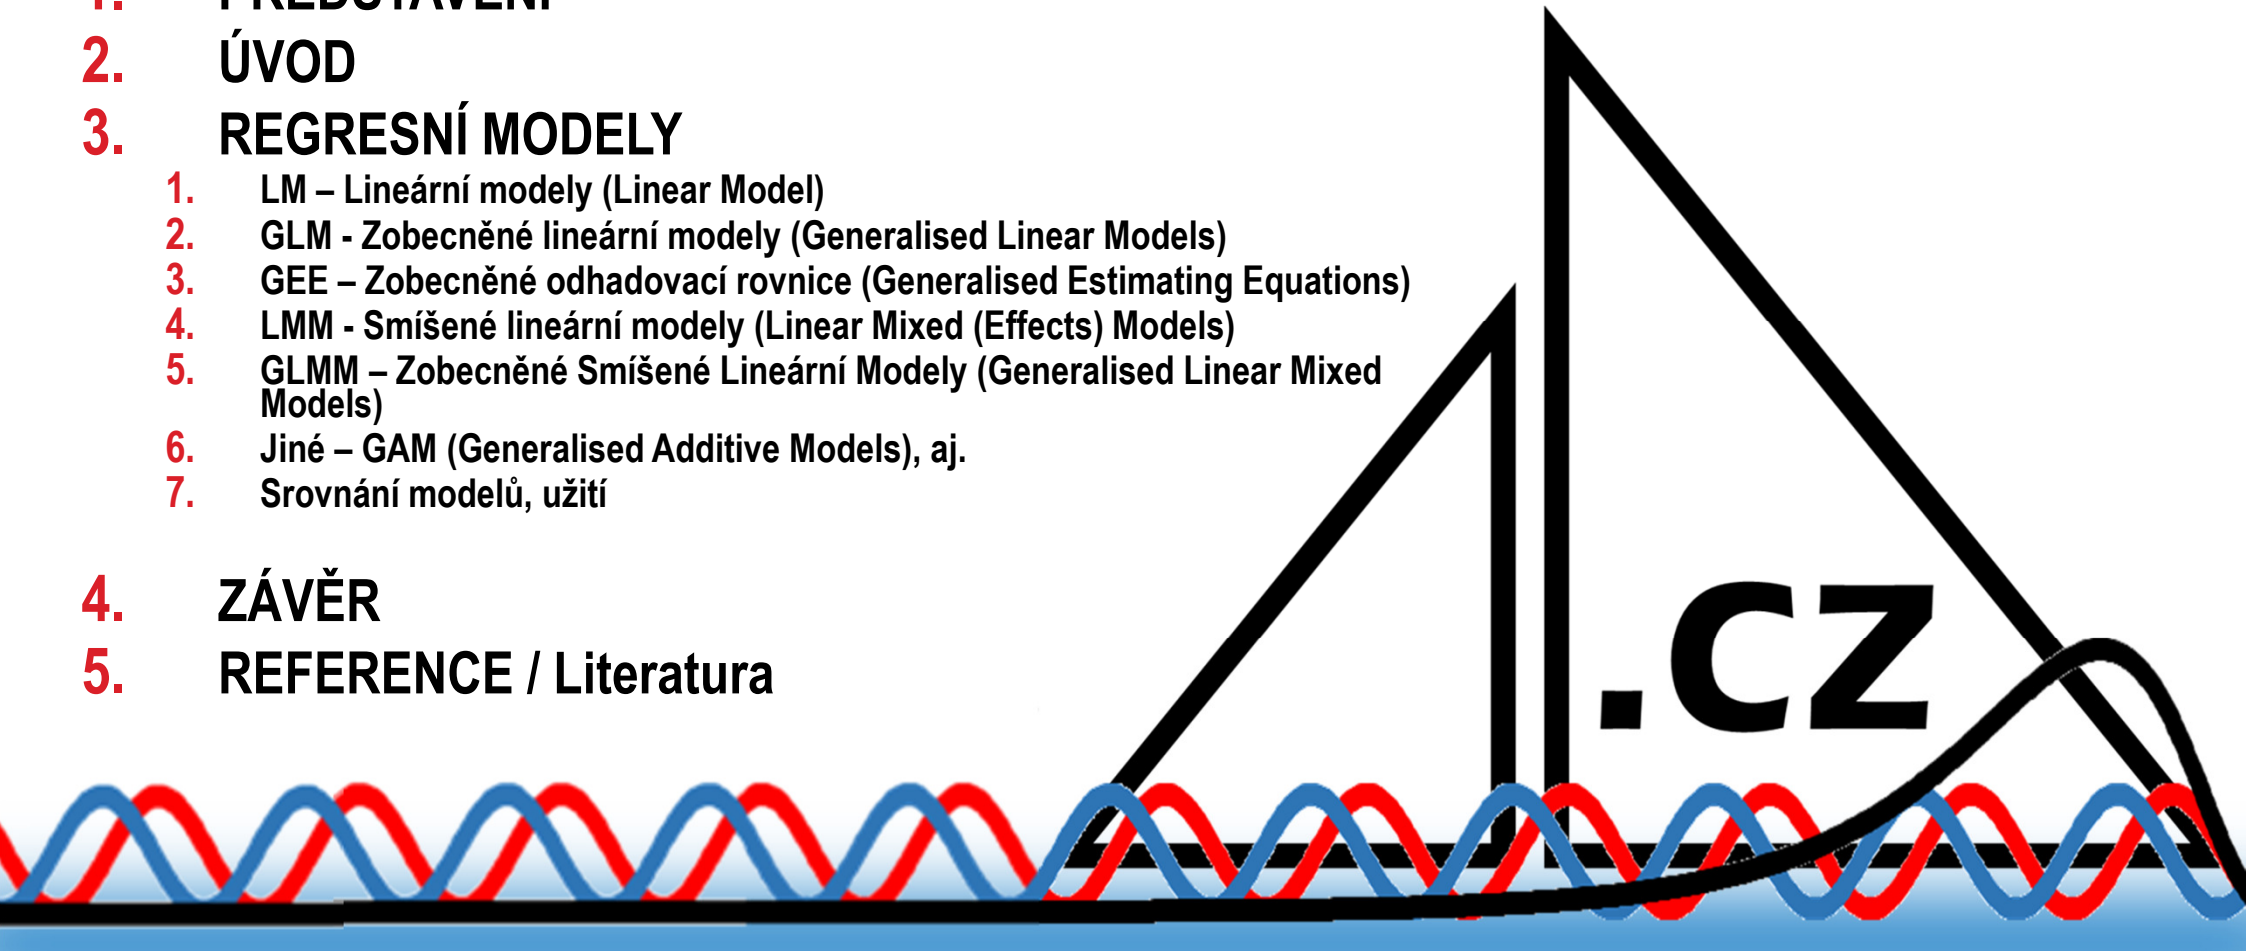 1. PŘEDSTAVENÍ
2. ÚVOD
3. REGRESNÍ MODELY
1. LM – Lineární modely (Linear Model)
2. GLM - Zobecněné lineární modely (Generalised Linear Models)
3. GEE – Zobecněné odhadovací rovnice (Generalised Estimating Equations)
4. LMM - Smíšené lineární modely (Linear Mixed (Effects) Models)
5. GLMM – Zobecněné Smíšené Lineární Modely (Generalised Linear Mixed
Models)
6. Jiné – GAM (Generalised Additive Models), aj.
7. Srovnání modelů, užití
4. ZÁVĚR
5. REFERENCE / Literatura
.cz